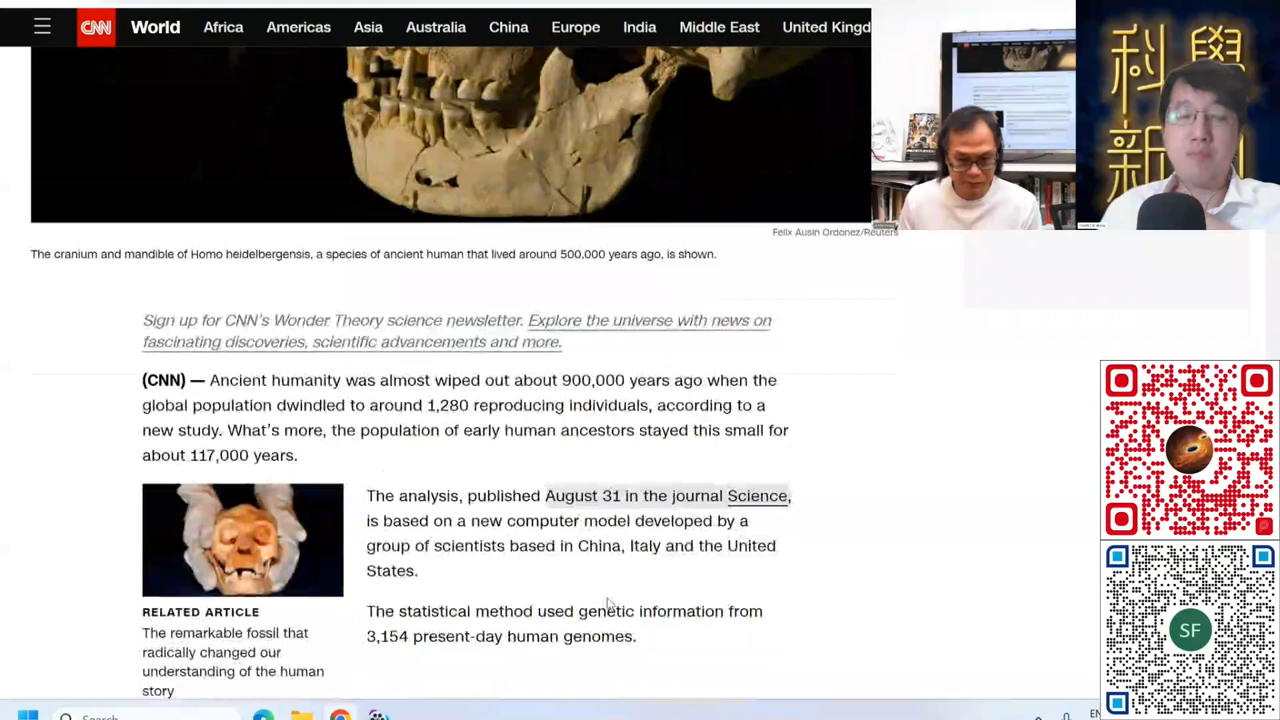 CNN World Africa Americas Asia Australia China Europe India Middle East United Kingd
科學
新
Felix Ausin Ordonez/Reuters
The cranium and mandible of Homo heidelbergensis, a species of ancient human that lived around 500,000 years ago, is shown.
Sign up for CNN's Wonder Theory science newsletter. Explore the universe with news on
fascinating discoveries, scientific advancements and more.
(CNN) — Ancient humanity was almost wiped out about 900,000 years ago when the
global population dwindled to around 1,280 reproducing individuals, according to a
new study. What's more, the population of early human ancestors stayed this small for
about 117,000 years.
The analysis, published August 31 in the journal Science,
is based on a new computer model developed by a
group of scientists based in China, Italy and the United
States.
The statistical method used genetic information from
3,154 present-day human genomes.
RELATED ARTICLE
The remarkable fossil that
radically changed our
understanding of the human
story
SF
Search
EN